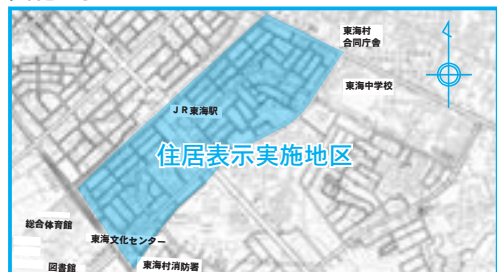 東海村
合同庁舎
東海中学校
JR東海駅
住居表示実施地区
総合体育館
東海文化センター
図書館
東海村消防署